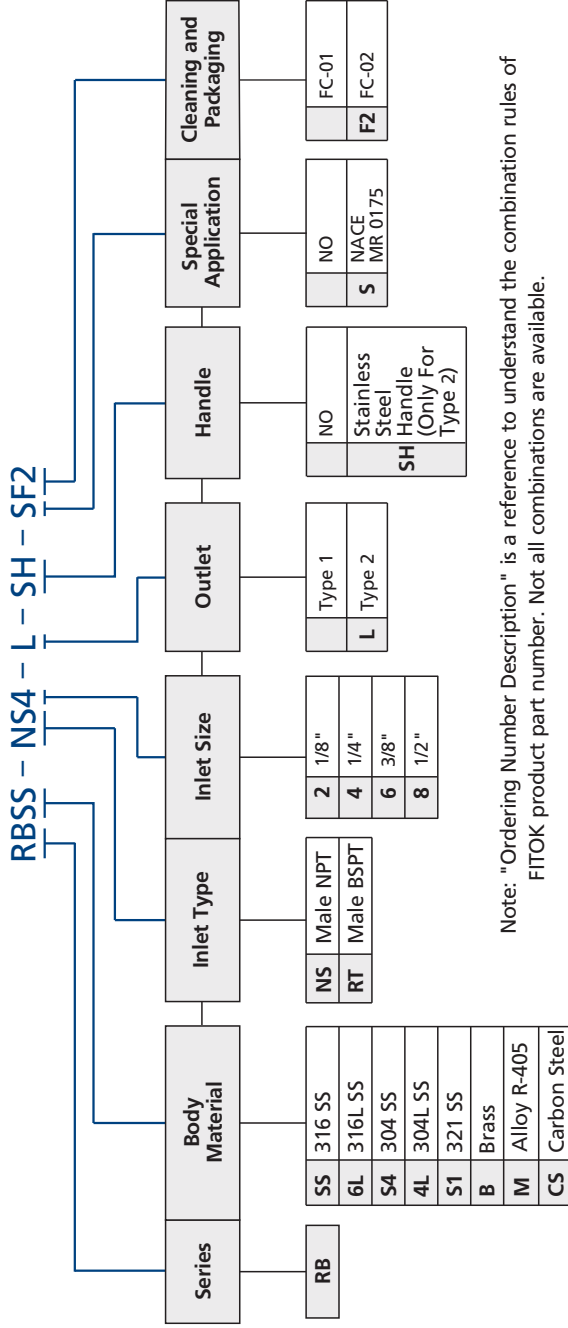 RBSS – NS4 – L – SH – SF2
Series
Body
Material
Inlet Type
Inlet Size
Outlet
Handle
Special
Application
Cleaning and
Packaging
RB
SS 316 SS
6L 316L SS
S4 304 SS
4L 304L SS
S1 321 SS
B Brass
M Alloy R-405
CS Carbon Steel
NS Male NPT
RT Male BSPT
2 1/8"
4 1/4"
6 3/8"
8 1/2"
Type 1
L Type 2
NO
SH Stainless
Steel
Handle
(Only For
Type 2)
NO
S NACE
MR 0175
FC-01
F2 FC-02
Note: "Ordering Number Description" is a reference to understand the combination rules of
FITOK product part number. Not all combinations are available.